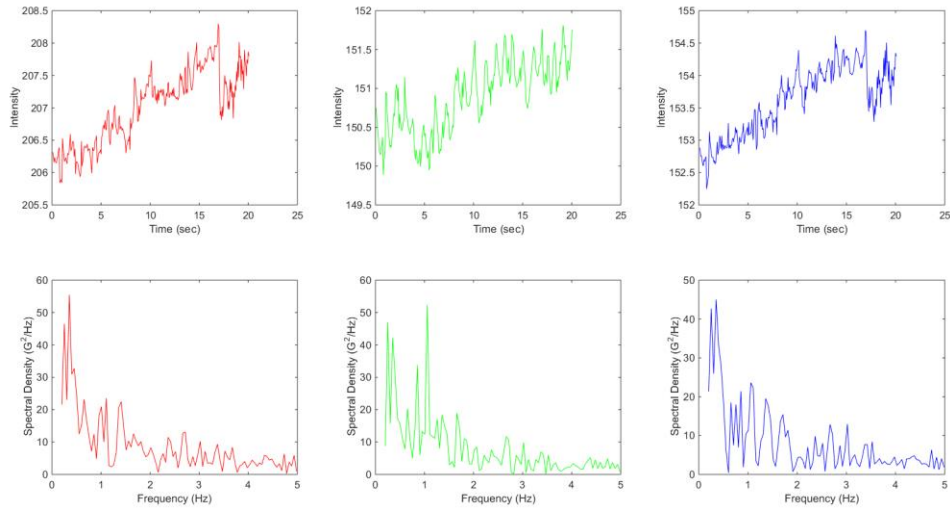 208.5
208
207.5
207
206.5
206
205.5
Intensity
0 5 10 15 20 25
Time (sec)
152
151.5
151
150.5
150
149.5
Intensity
0 5 10 15 20 25
Time (sec)
155
154.5
154
153.5
153
152.5
152
Intensity
0 5 10 15 20 25
Time (sec)
60
50
40
30
20
10
0
Spectral Density (G²/Hz)
0 1 2 3 4 5
Frequency (Hz)
60
50
40
30
20
10
0
Spectral Density (G²/Hz)
0 1 2 3 4 5
Frequency (Hz)
50
40
30
20
10
0
Spectral Density (G²/Hz)
0 1 2 3 4 5
Frequency (Hz)